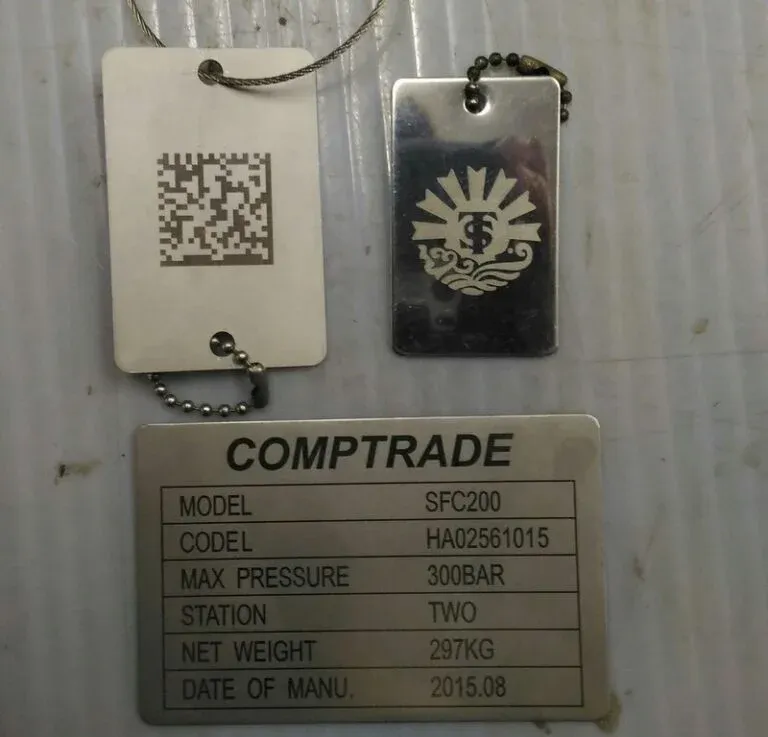 COMPTRADE
MODEL SFC200
CODEL HA02561015
MAX PRESSURE 300BAR
STATION TWO
NET WEIGHT 297KG
DATE OF MANU. 2015.08